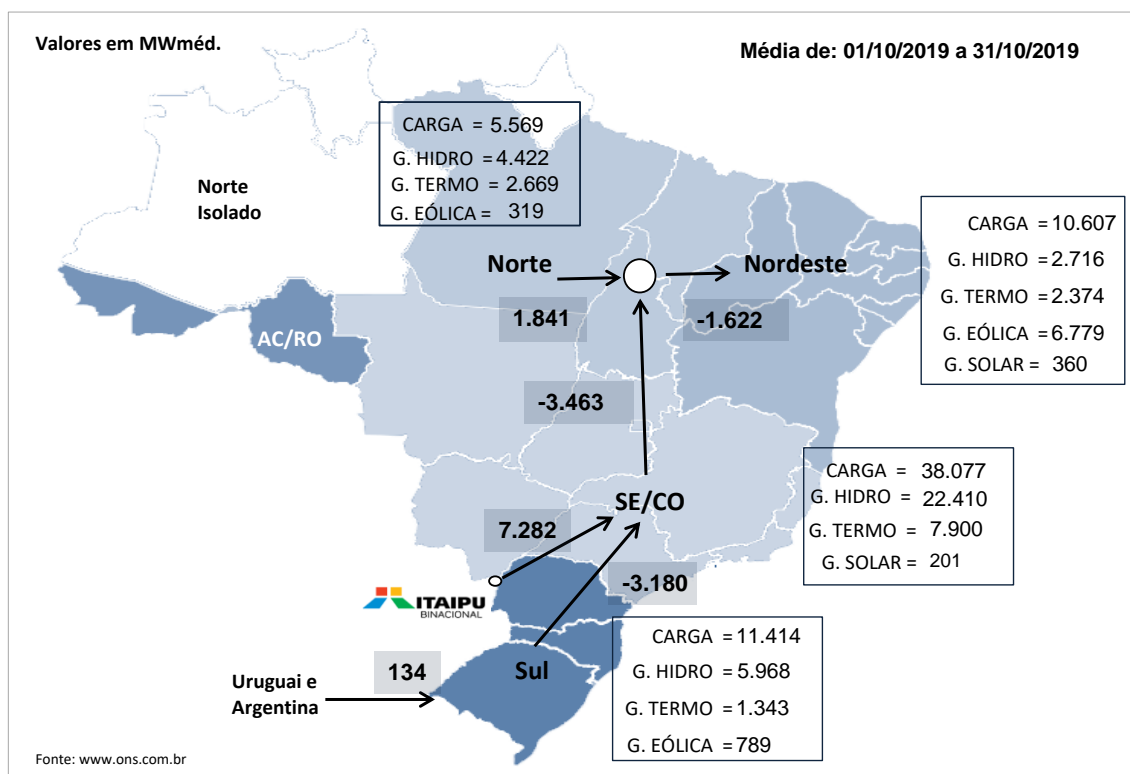 Valores em MWméd.
Média de: 01/10/2019 a 31/10/2019
CARGA = 5.569
G. HIDRO = 4.422
G. TERMO = 2.669
G. EÓLICA = 319
Norte
Isolado
CARGA = 10.607
G. HIDRO = 2.716
G. TERMO = 2.374
G. EÓLICA = 6.779
G. SOLAR = 360
Norte
Nordeste
1.841
-1.622
AC/RO
-3.463
CARGA = 38.077
G. HIDRO = 22.410
G. TERMO = 7.900
G. SOLAR = 201
SE/CO
7.282
-3.180
ITAIPU
BINACIONAL
CARGA = 11.414
G. HIDRO = 5.968
G. TERMO = 1.343
G. EÓLICA = 789
134
Sul
Uruguai e
Argentina
Fonte: www.ons.com.br